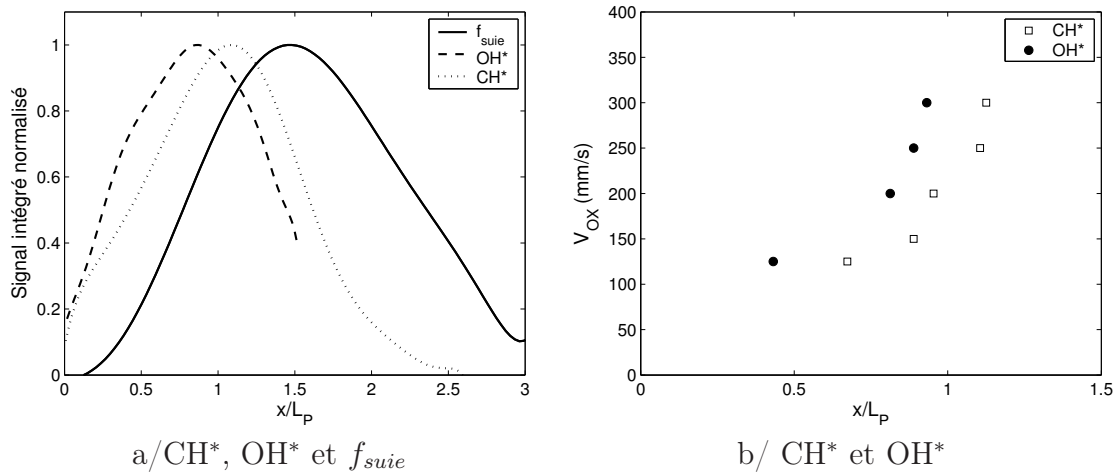 f_suie
OH*
CH*
Signal intégré normalisé
1
0.8
0.6
0.4
0.2
0
0 0.5 1 1.5 2 2.5 3
x/L_P
a/CH*, OH* et f_suie
CH*
OH*
V_OX (mm/s)
400
350
300
250
200
150
100
50
0
0 0.5 1 1.5
x/L_P
b/ CH* et OH*